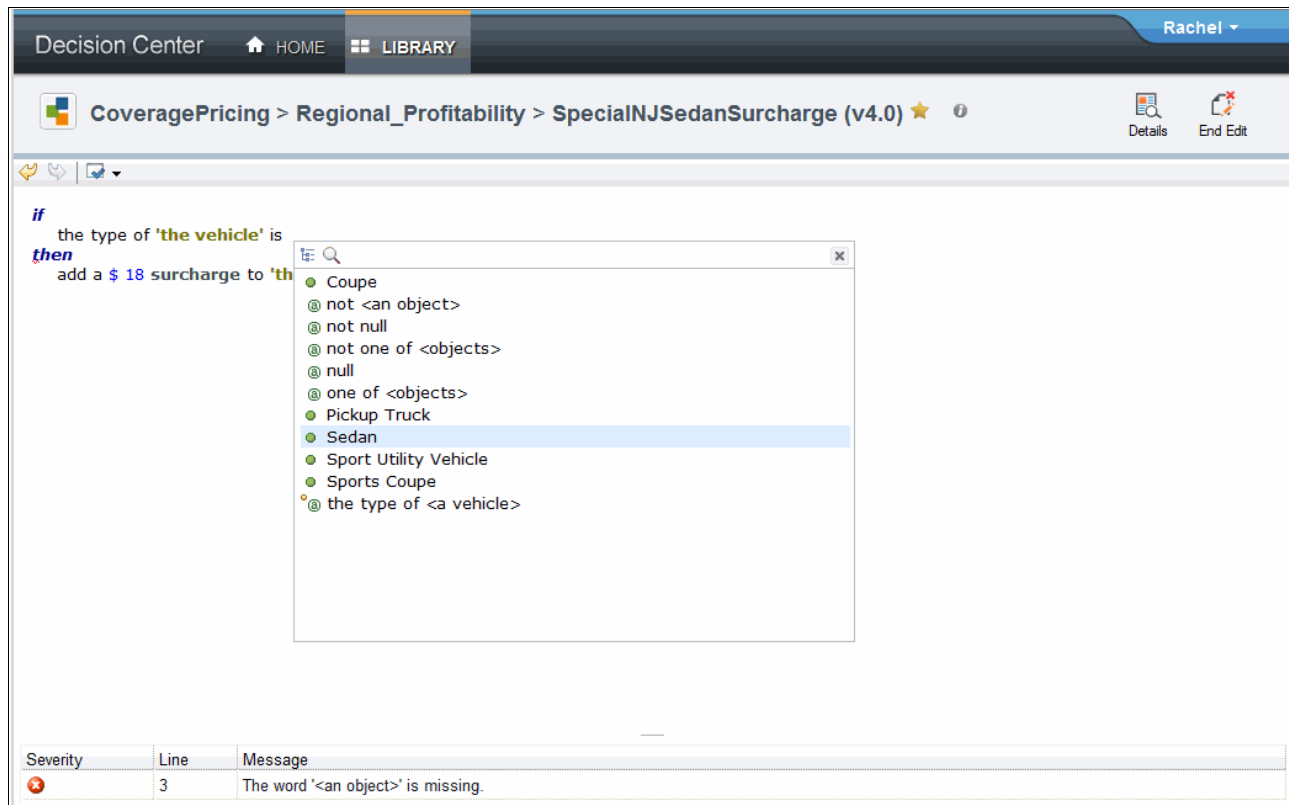 Rachel
Decision Center HOME LIBRARY
CoveragePricing > Regional_Profitability > SpecialNJSedanSurcharge (v4.0)
Details End Edit
if
the type of 'the vehicle' is
then
add a $ 18 surcharge to 'th
Coupe
not <an object>
not null
not one of <objects>
null
one of <objects>
Pickup Truck
Sedan
Sport Utility Vehicle
Sports Coupe
the type of <a vehicle>
Severity Line Message
3 The word '<an object>' is missing.